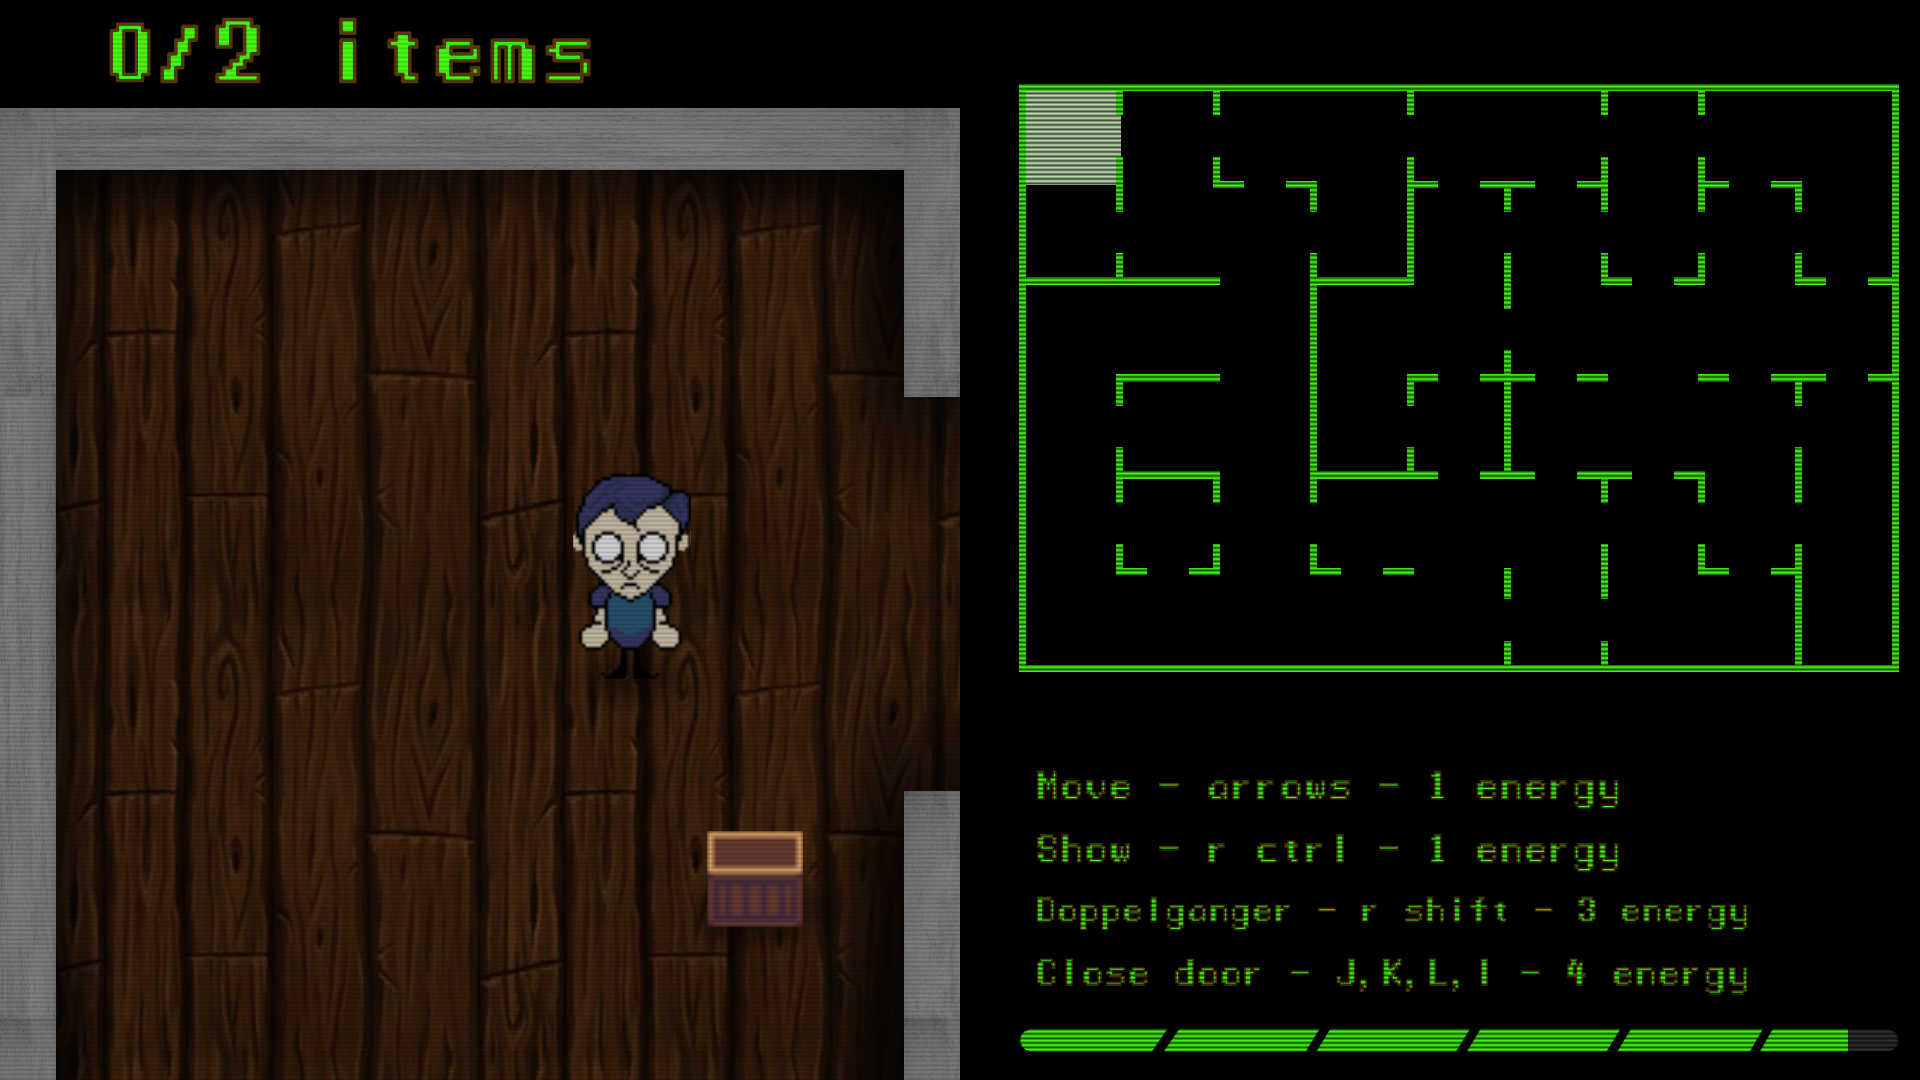 0/2 items
Move - arrows - 1 energy
Show - r ctrl - 1 energy
Doppelganger - r shift - 3 energy
Close door - J,K,L,I - 4 energy